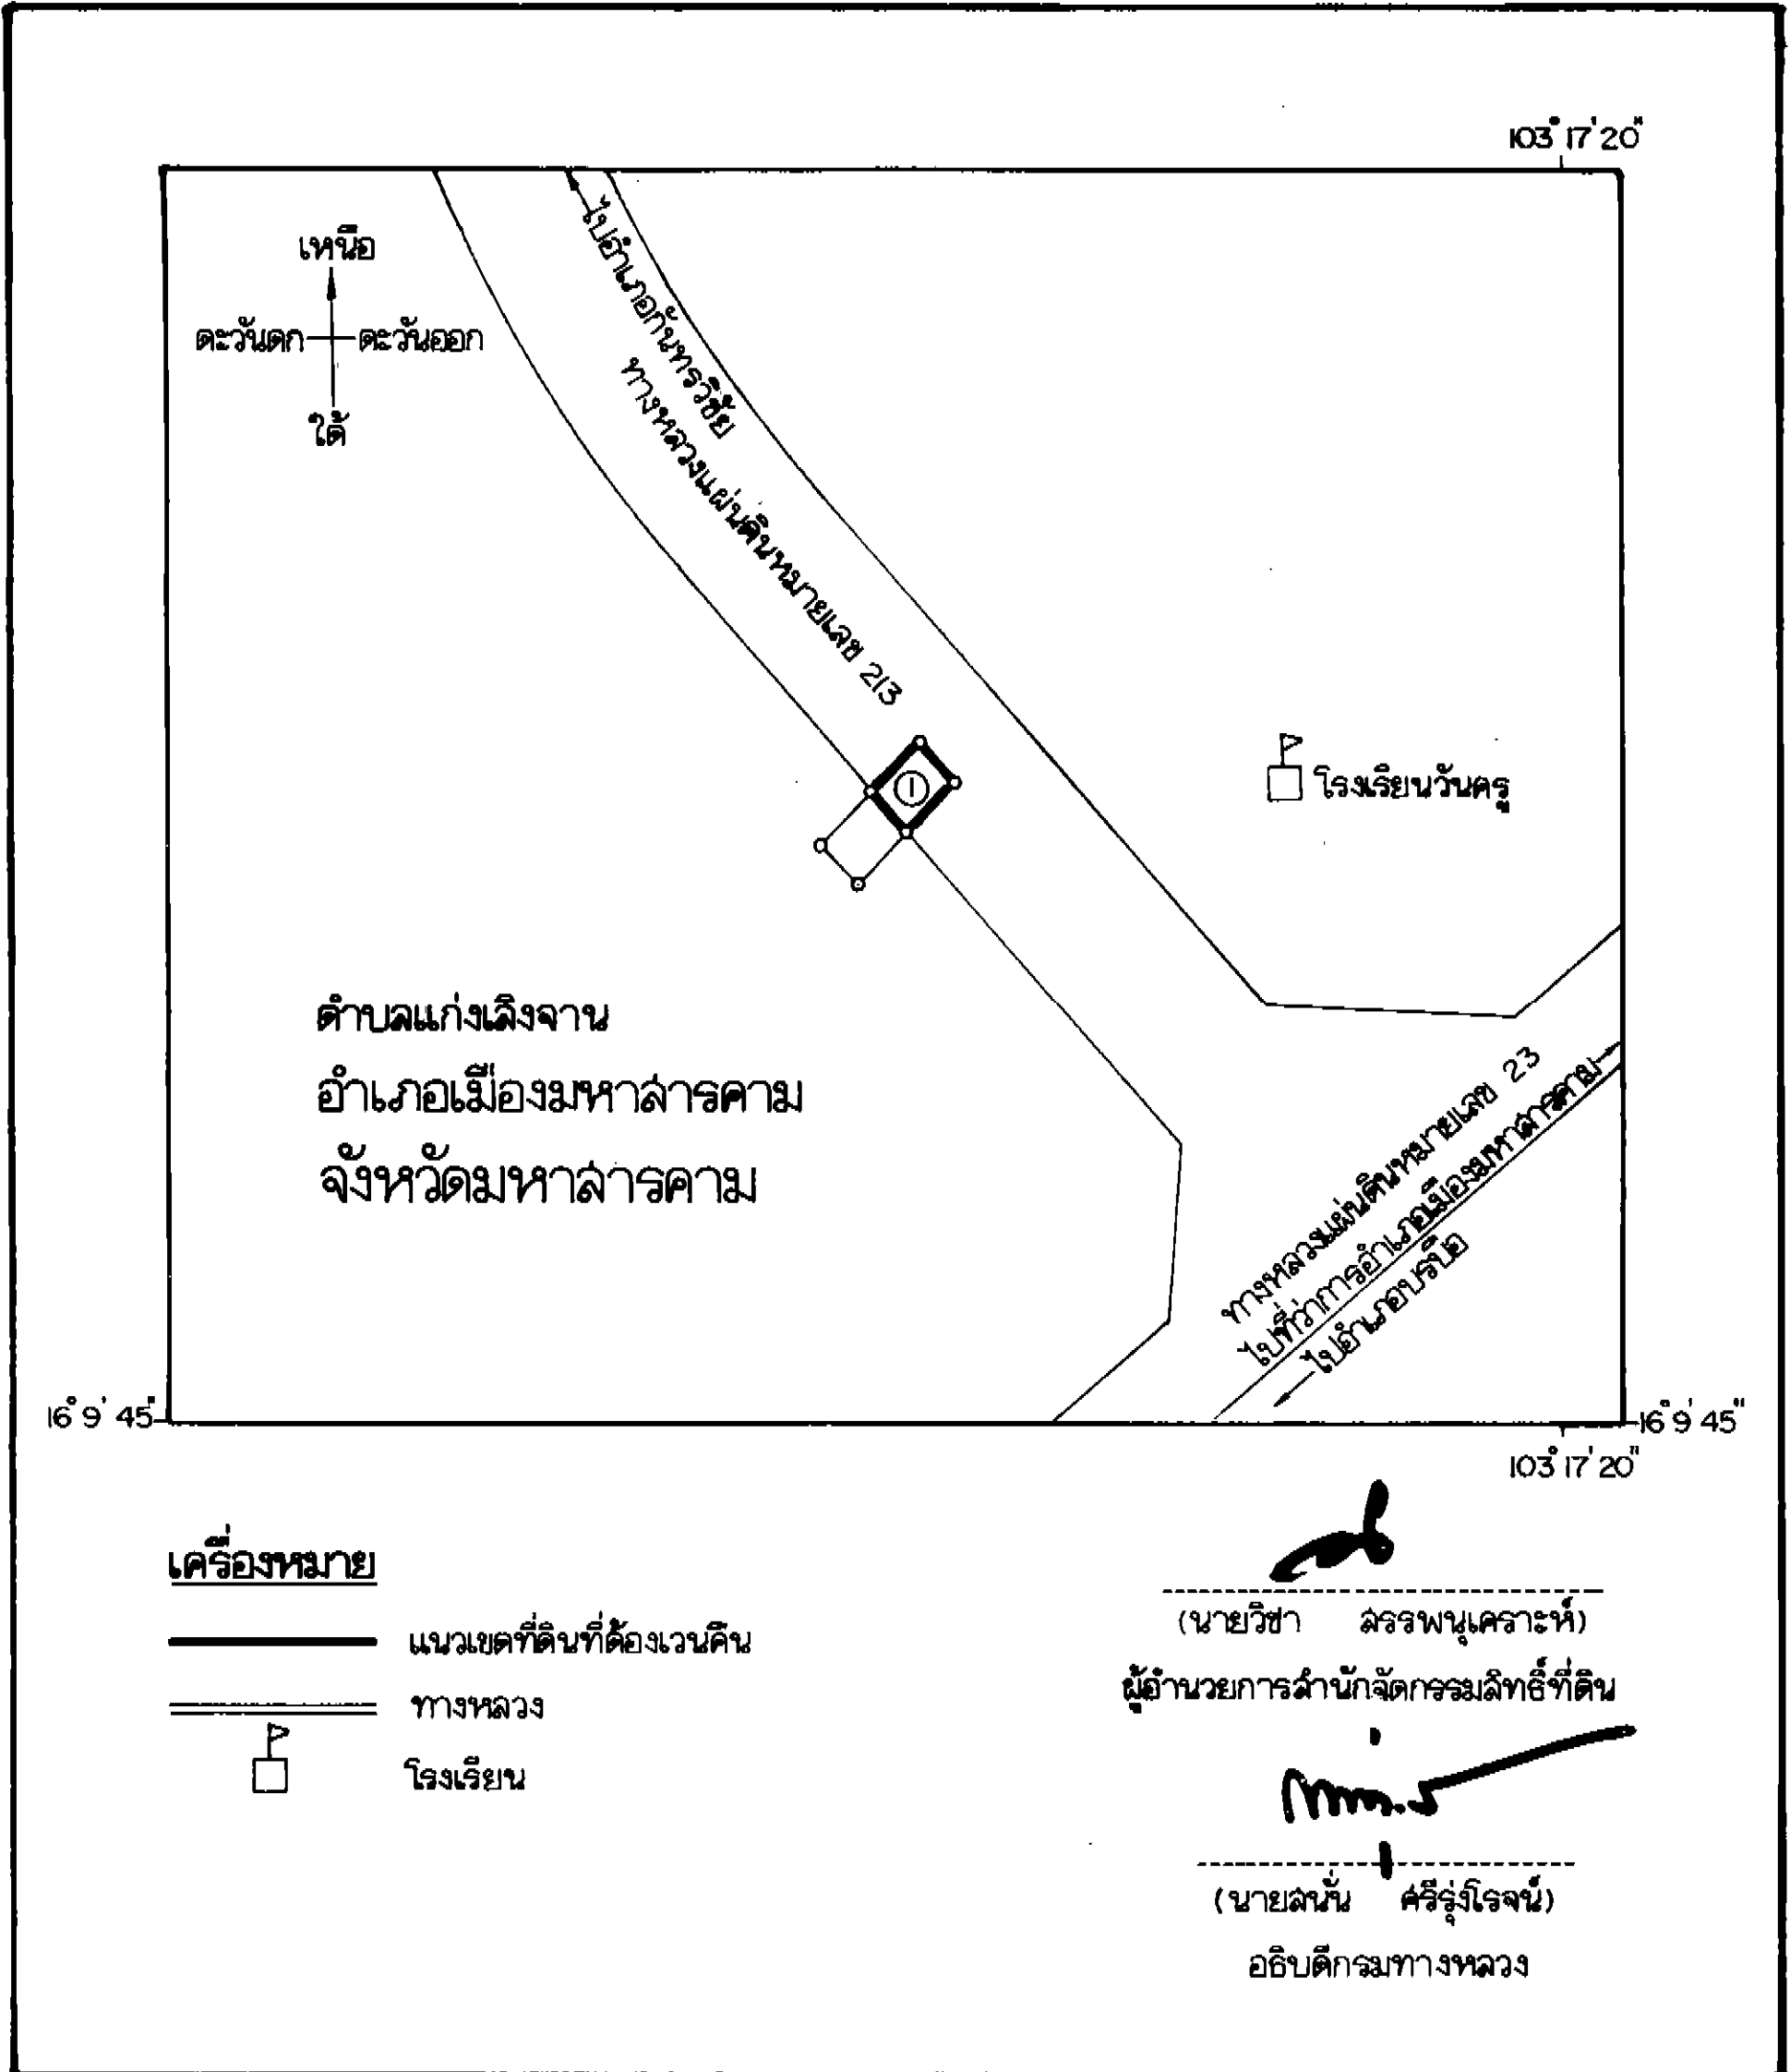 103° 17' 20"
เหนือ
ตะวันตก ตะวันออก
ใต้
ไปอำเภอกันทรวิชัย
ทางหลวงแผ่นดินหมายเลข 213
1
โรงเรียนวันครู
ตำบลแก่งเลิงจาน
อำเภอเมืองมหาสารคาม
จังหวัดมหาสารคาม
ทางหลวงแผ่นดินหมายเลข 23
ไปที่ว่าการอำเภอเมืองมหาสารคาม
ไปอำเภอบรบือ
16° 9' 45" 16° 9' 45"
103° 17' 20"
เครื่องหมาย
แนวเขตที่ดินที่ต้องเวนคืน
ทางหลวง
โรงเรียน
(นายวิชา สรรพนุเคราะห์)
ผู้อำนวยการสำนักจัดกรรมสิทธิ์ที่ดิน
(นายสนั่น ศรีรุ่งโรจน์)
อธิบดีกรมทางหลวง